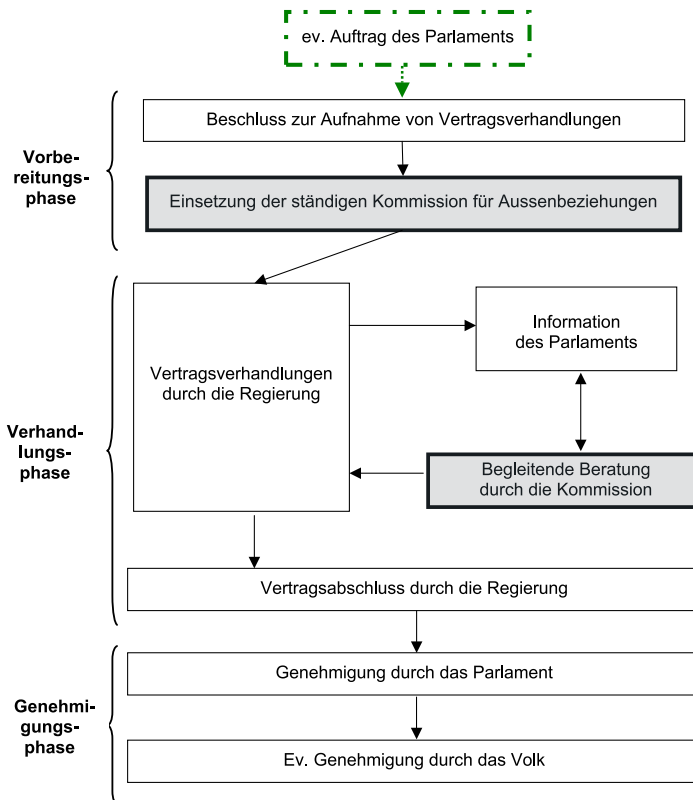 ev. Auftrag des Parlaments
Beschluss zur Aufnahme von Vertragsverhandlungen
Vorbe-
reitungs-
phase
Einsetzung der ständigen Kommission für Aussenbeziehungen
Vertragsverhandlungen
durch die Regierung
Information
des Parlaments
Verhand-
lungs-
phase
Begleitende Beratung
durch die Kommission
Vertragsabschluss durch die Regierung
Genehmi-
gungs-
phase
Genehmigung durch das Parlament
Ev. Genehmigung durch das Volk